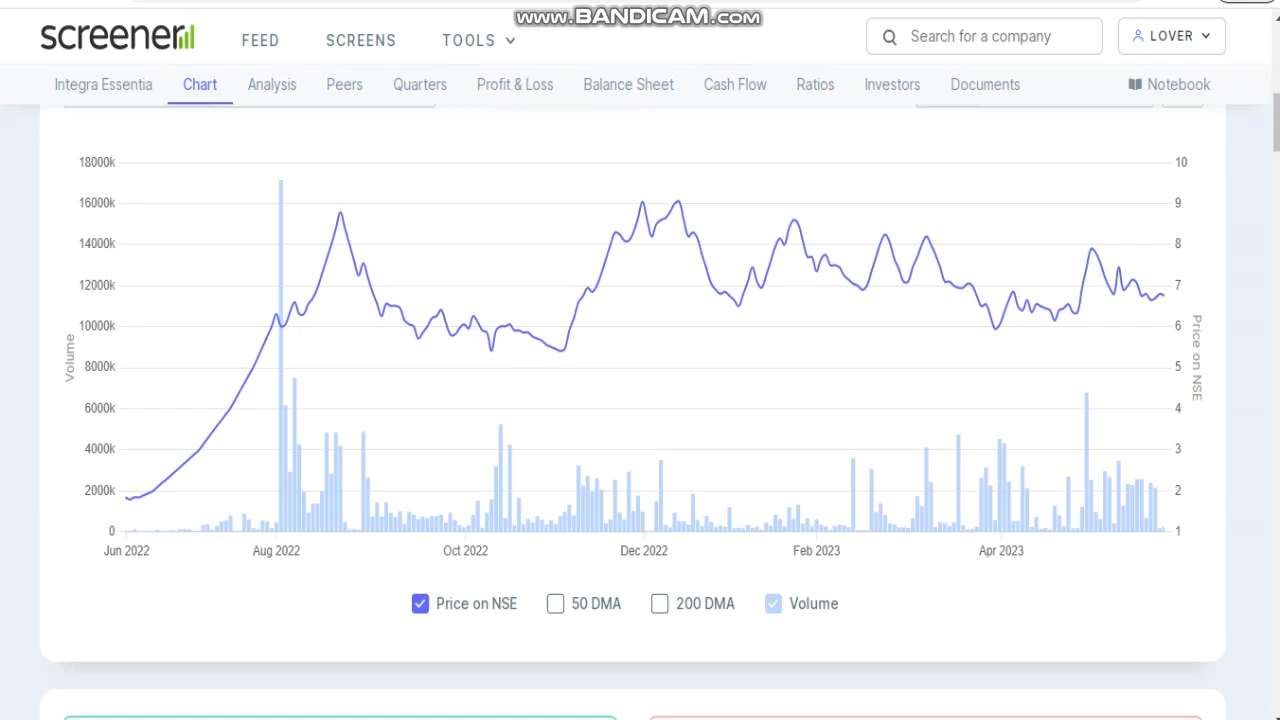 www.BANDICAM.com
screener
FEED SCREENS TOOLS
Search for a company
LOVER
Integra Essentia Chart Analysis Peers Quarters Profit & Loss Balance Sheet Cash Flow Ratios Investors Documents Notebook
18000k 10
16000k 9
14000k 8
12000k 7
10000k 6
8000k 5
6000k 4
4000k 3
2000k 2
0 1
Volume
Price on NSE
Jun 2022 Aug 2022 Oct 2022 Dec 2022 Feb 2023 Apr 2023
Price on NSE 50 DMA 200 DMA Volume